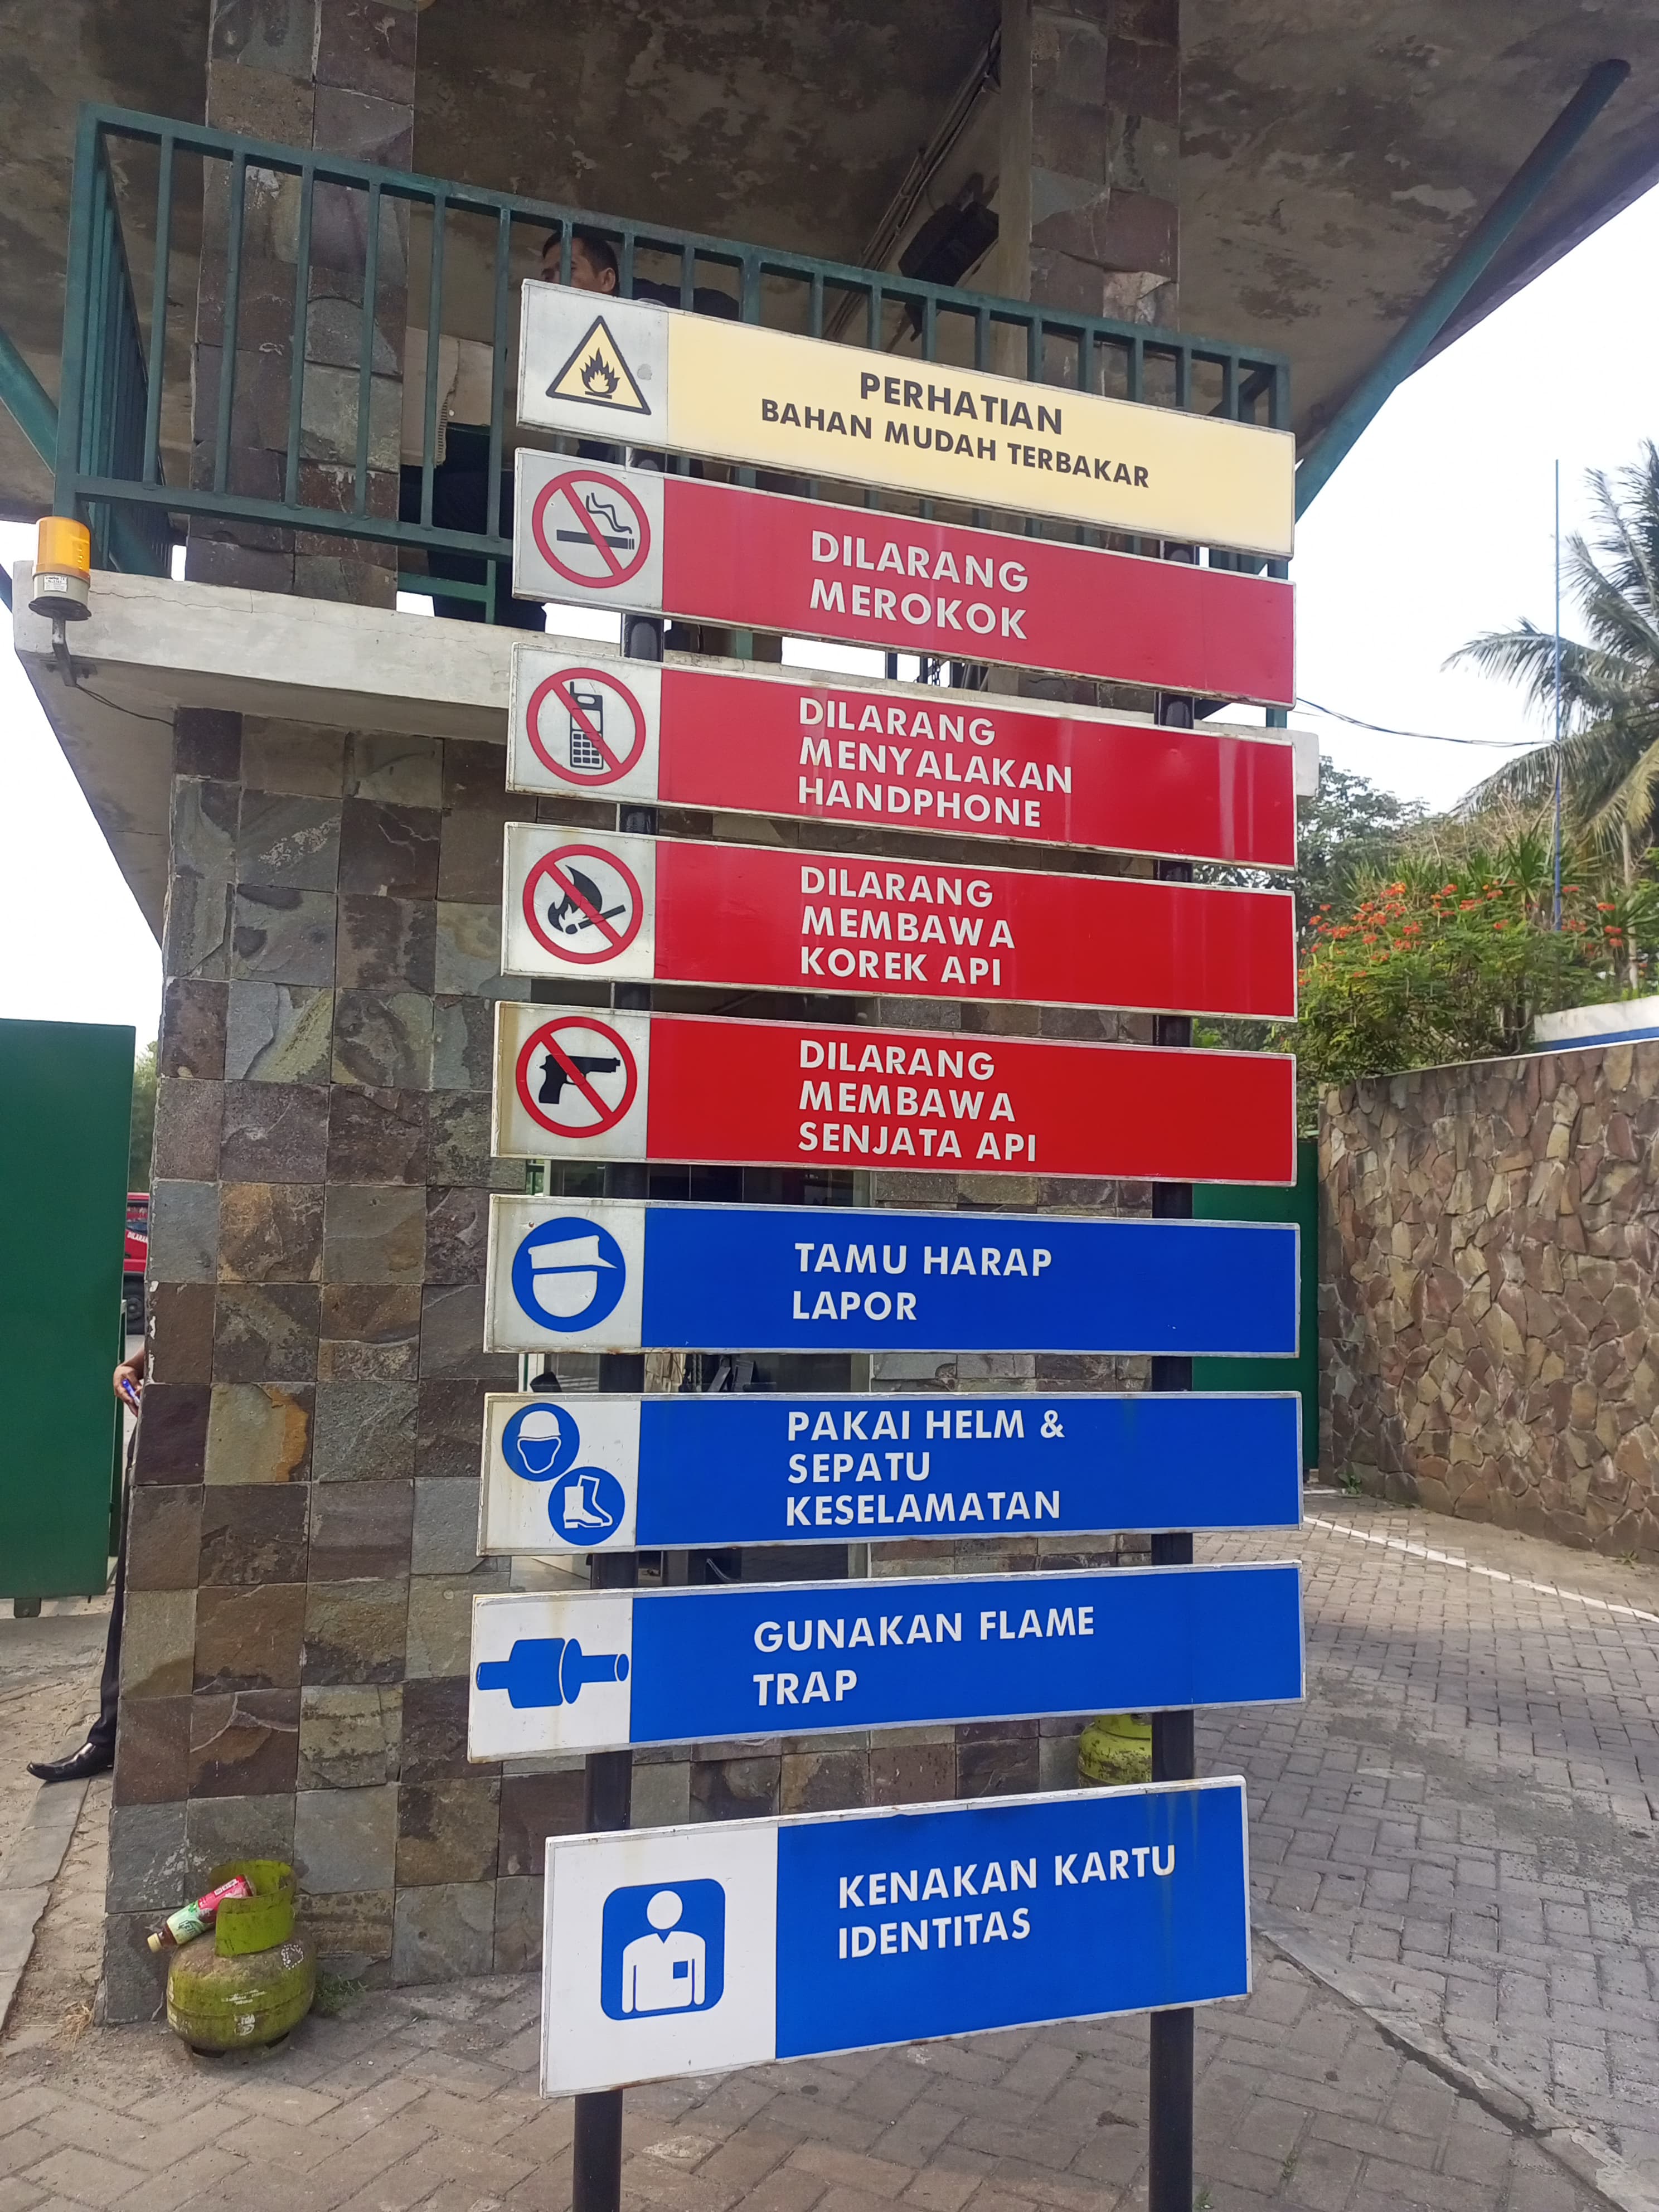 PERHATIAN
BAHAN MUDAH TERBAKAR
DILARANG
MEROKOK
DILARANG
MENYALAKAN
HANDPHONE
DILARANG
MEMBAWA
KOREK API
DILARANG
MEMBAWA
SENJATA API
TAMU HARAP
LAPOR
PAKAI HELM &
SEPATU
KESELAMATAN
GUNAKAN FLAME
TRAP
KENAKAN KARTU
IDENTITAS